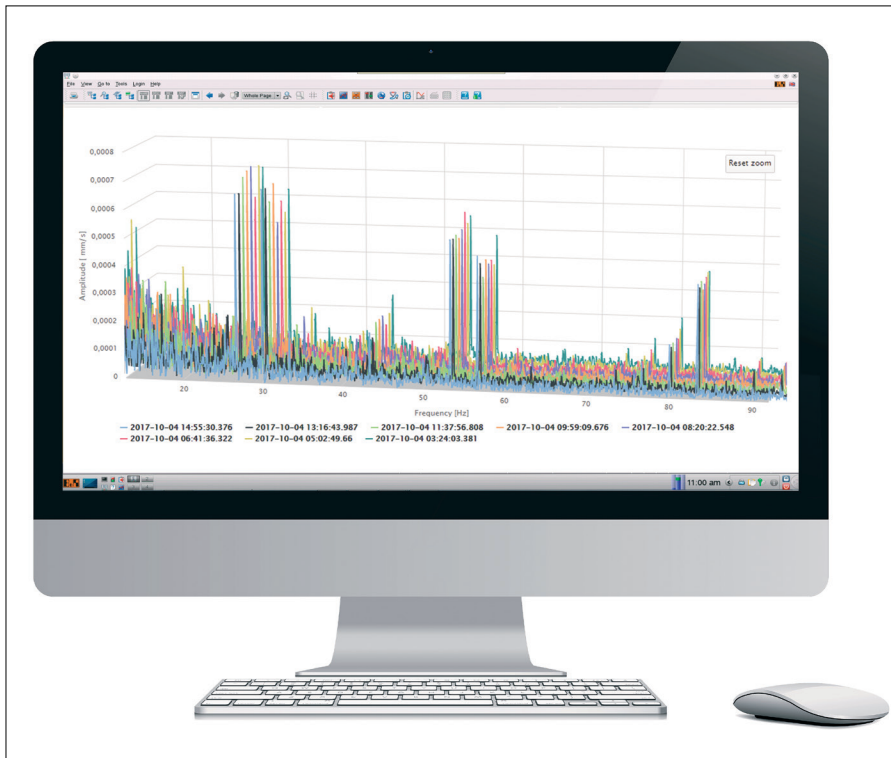 File View Go to Tools Login Help
Whole Page
Reset zoom
0,0008
0,0007
0,0006
0,0005
0,0004
0,0003
0,0002
0,0001
0
Amplitude [ mm/s]
20 30 40 50 60 70 80 90
Frequency [Hz]
2017-10-04 14:55:30.376 2017-10-04 13:16:43.987 2017-10-04 11:37:56.808 2017-10-04 09:59:09.676 2017-10-04 08:20:22.548
2017-10-04 06:41:36.322 2017-10-04 05:02:49.66 2017-10-04 03:24:03.381
11:00 am